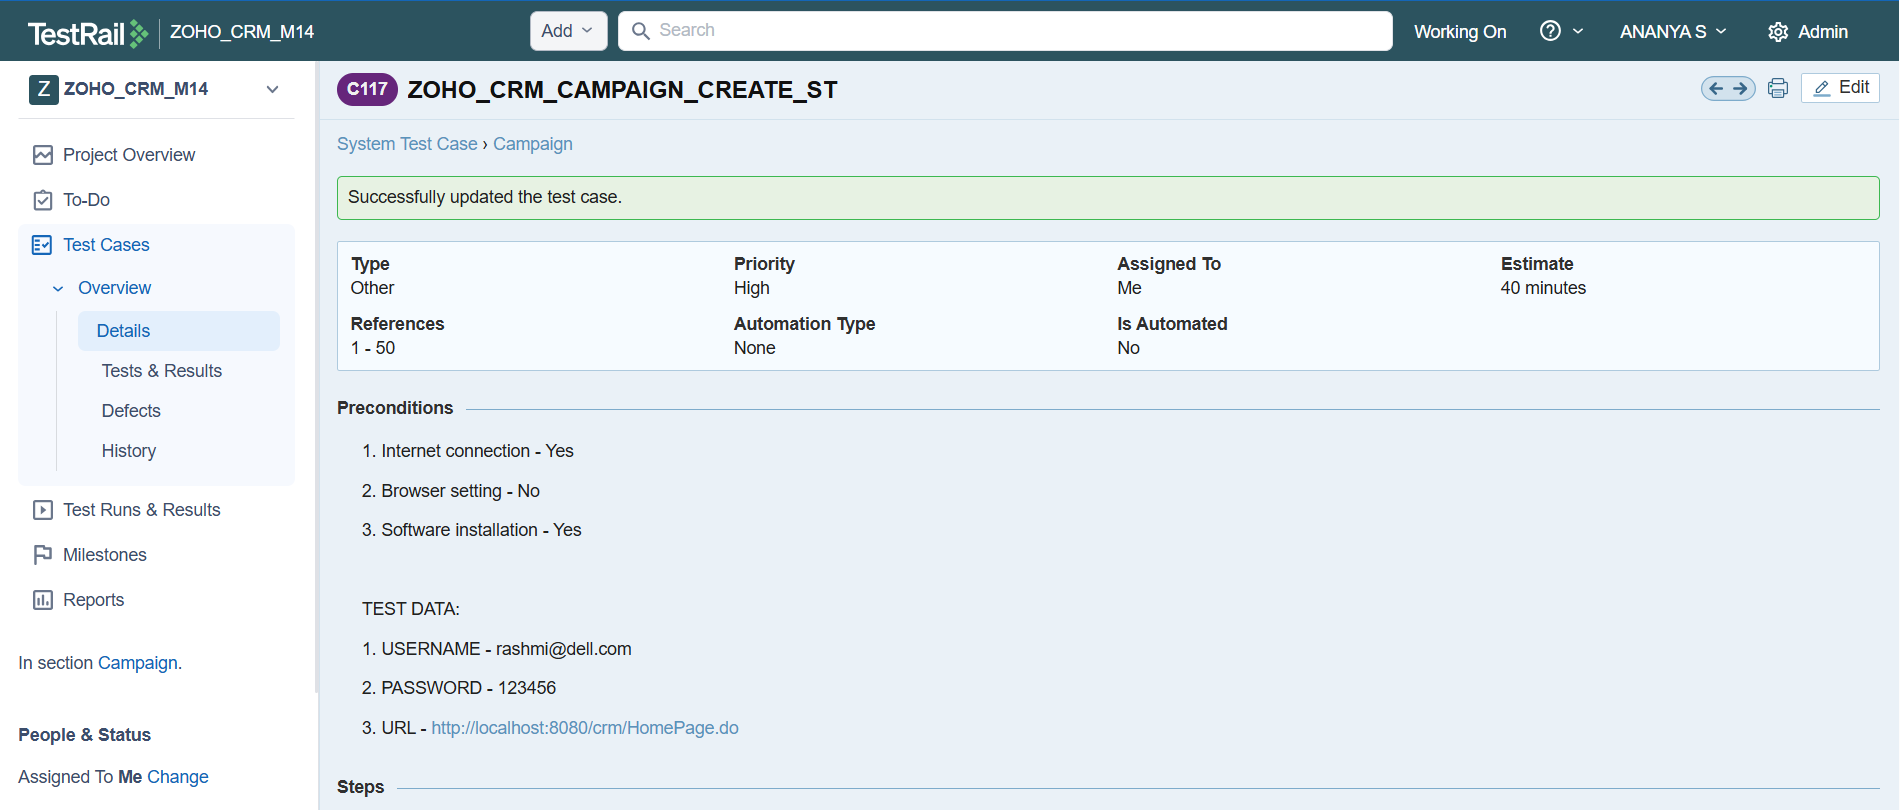 TestRail ZOHO_CRM_M14 Add Search Working On ANANYA S Admin
Z ZOHO_CRM_M14
Project Overview
To-Do
Test Cases
Overview
Details
Tests & Results
Defects
History
Test Runs & Results
Milestones
Reports
In section Campaign.
People & Status
Assigned To Me Change
C117 ZOHO_CRM_CAMPAIGN_CREATE_ST Edit
System Test Case › Campaign
Successfully updated the test case.
Type Priority Assigned To Estimate
Other High Me 40 minutes
References Automation Type Is Automated
1 - 50 None No
Preconditions
1. Internet connection - Yes
2. Browser setting - No
3. Software installation - Yes
TEST DATA:
1. USERNAME - rashmi@dell.com
2. PASSWORD - 123456
3. URL - http://localhost:8080/crm/HomePage.do
Steps